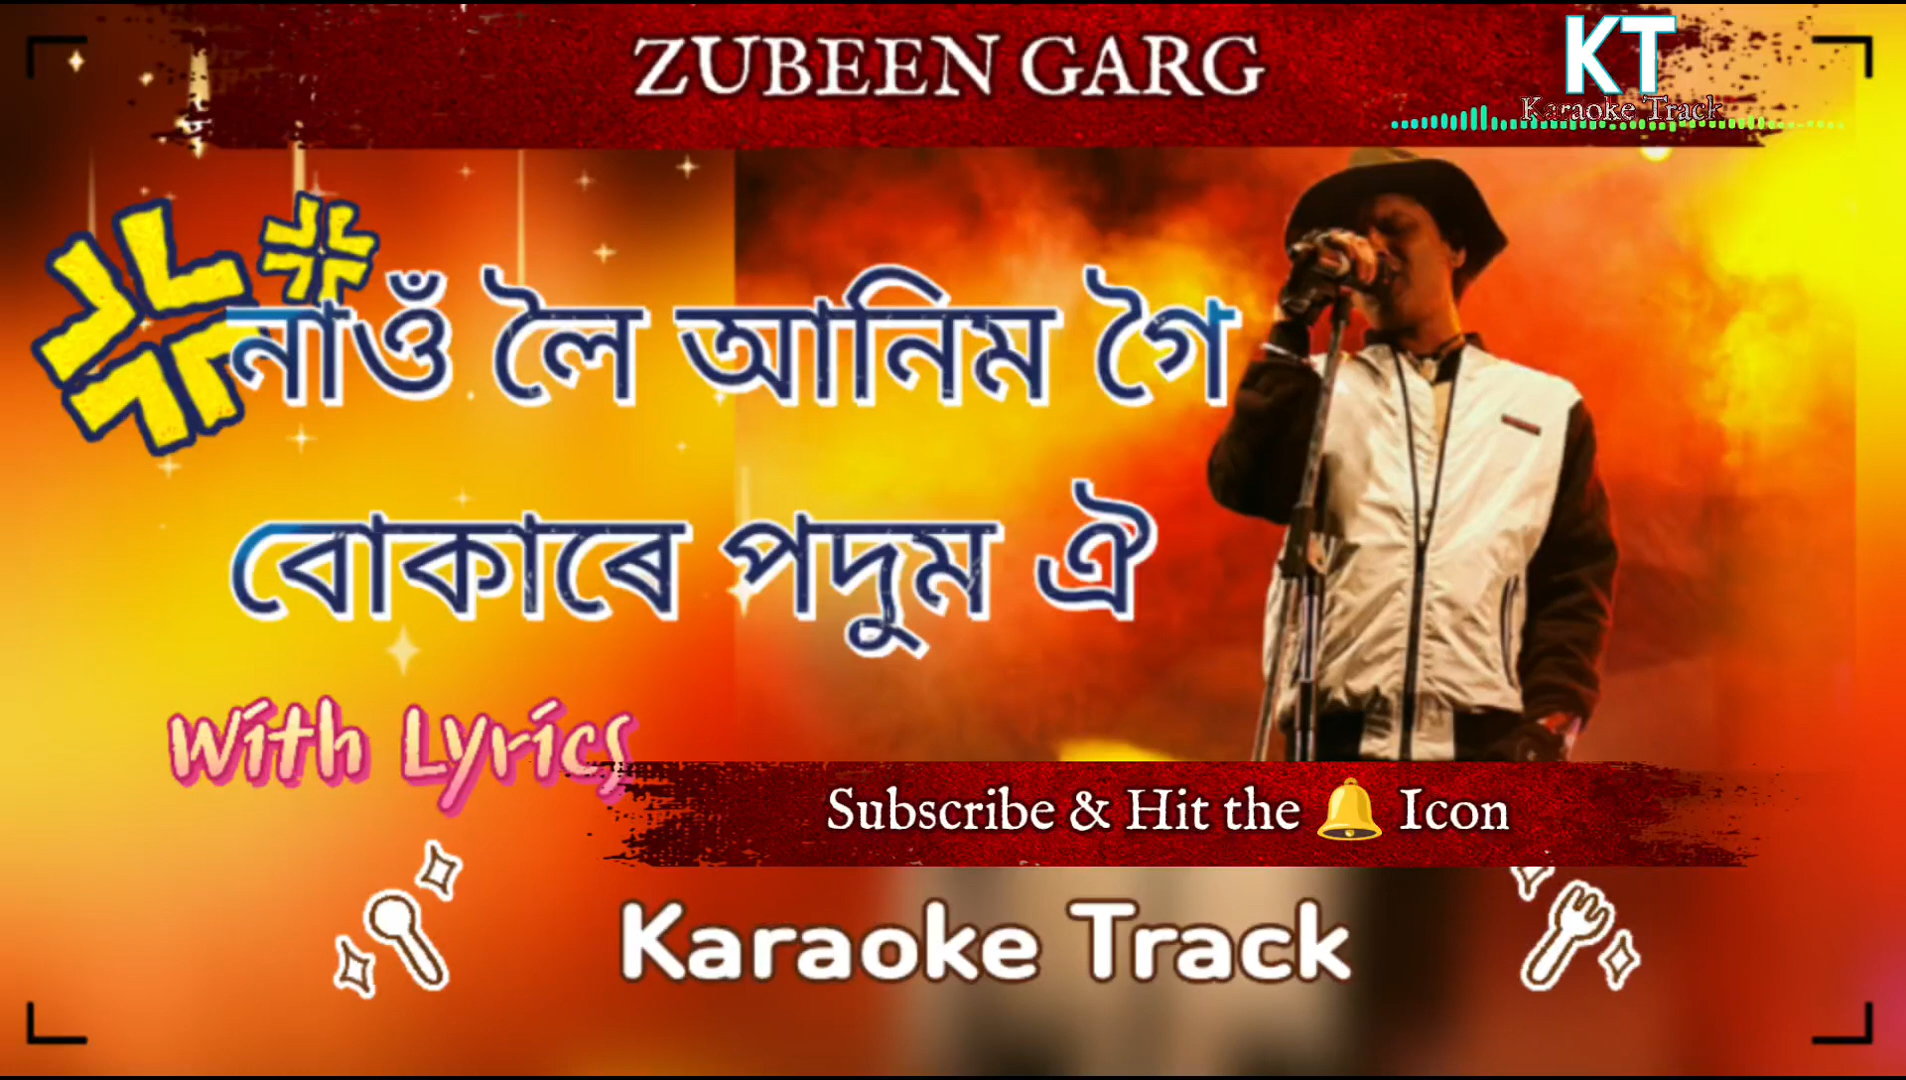 ZUBEEN GARG
KT
Karaoke Track
নাওঁ লৈ আনিম গৈ
বোকাৰে পদুম ঐ
With Lyrics
Subscribe & Hit the 🔔 Icon
Karaoke Track